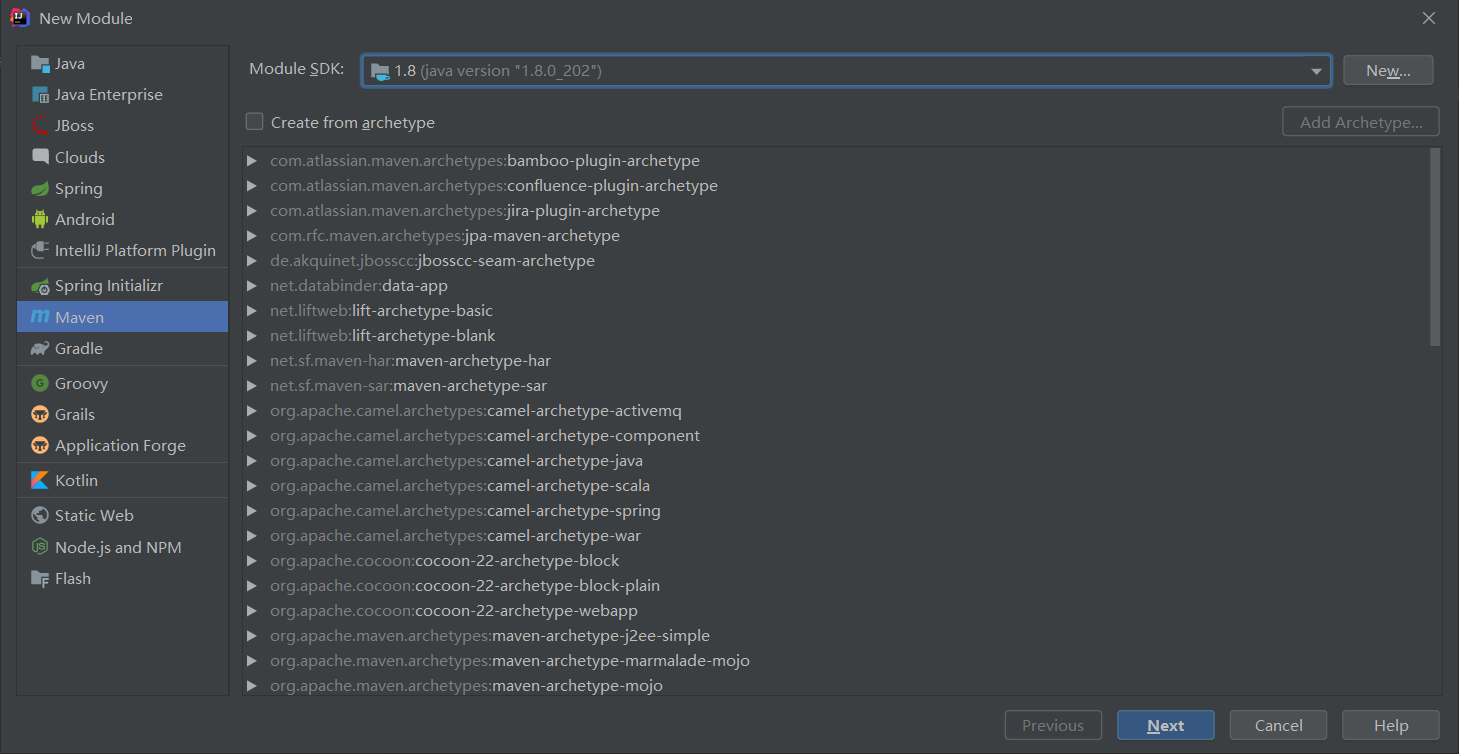 New Module
Java
Java Enterprise
JBoss
Clouds
Spring
Android
IntelliJ Platform Plugin
Spring Initializr
Maven
Gradle
Groovy
Grails
Application Forge
Kotlin
Static Web
Node.js and NPM
Flash
Module SDK:
1.8 (java version "1.8.0_202")
New...
Create from archetype
Add Archetype...
com.atlassian.maven.archetypes:bamboo-plugin-archetype
com.atlassian.maven.archetypes:confluence-plugin-archetype
com.atlassian.maven.archetypes:jira-plugin-archetype
com.rfc.maven.archetypes:jpa-maven-archetype
de.akquinet.jbosscc:jbosscc-seam-archetype
net.databinder:data-app
net.liftweb:lift-archetype-basic
net.liftweb:lift-archetype-blank
net.sf.maven-har:maven-archetype-har
net.sf.maven-sar:maven-archetype-sar
org.apache.camel.archetypes:camel-archetype-activemq
org.apache.camel.archetypes:camel-archetype-component
org.apache.camel.archetypes:camel-archetype-java
org.apache.camel.archetypes:camel-archetype-scala
org.apache.camel.archetypes:camel-archetype-spring
org.apache.camel.archetypes:camel-archetype-war
org.apache.cocoon:cocoon-22-archetype-block
org.apache.cocoon:cocoon-22-archetype-block-plain
org.apache.cocoon:cocoon-22-archetype-webapp
org.apache.maven.archetypes:maven-archetype-j2ee-simple
org.apache.maven.archetypes:maven-archetype-marmalade-mojo
org.apache.maven.archetypes:maven-archetype-mojo
Previous
Next
Cancel
Help